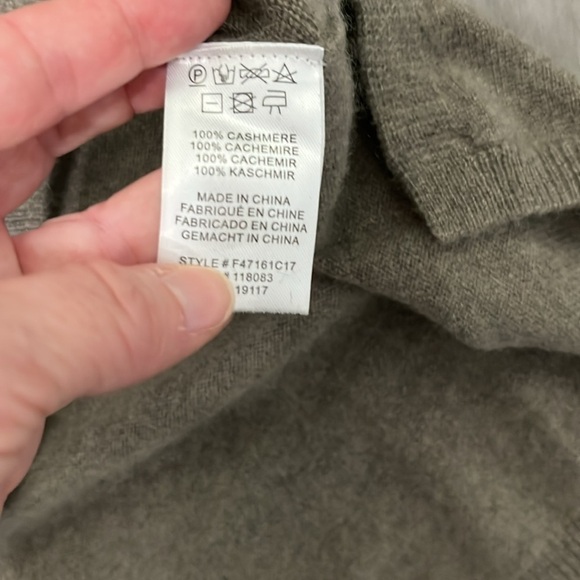 P
100% CASHMERE
100% CACHEMIRE
100% CACHEMIR
100% KASCHMIR
MADE IN CHINA
FABRIQUÉ EN CHINE
FABRICADO EN CHINA
GEMACHT IN CHINA
STYLE # F47161C17
# 118083
19117